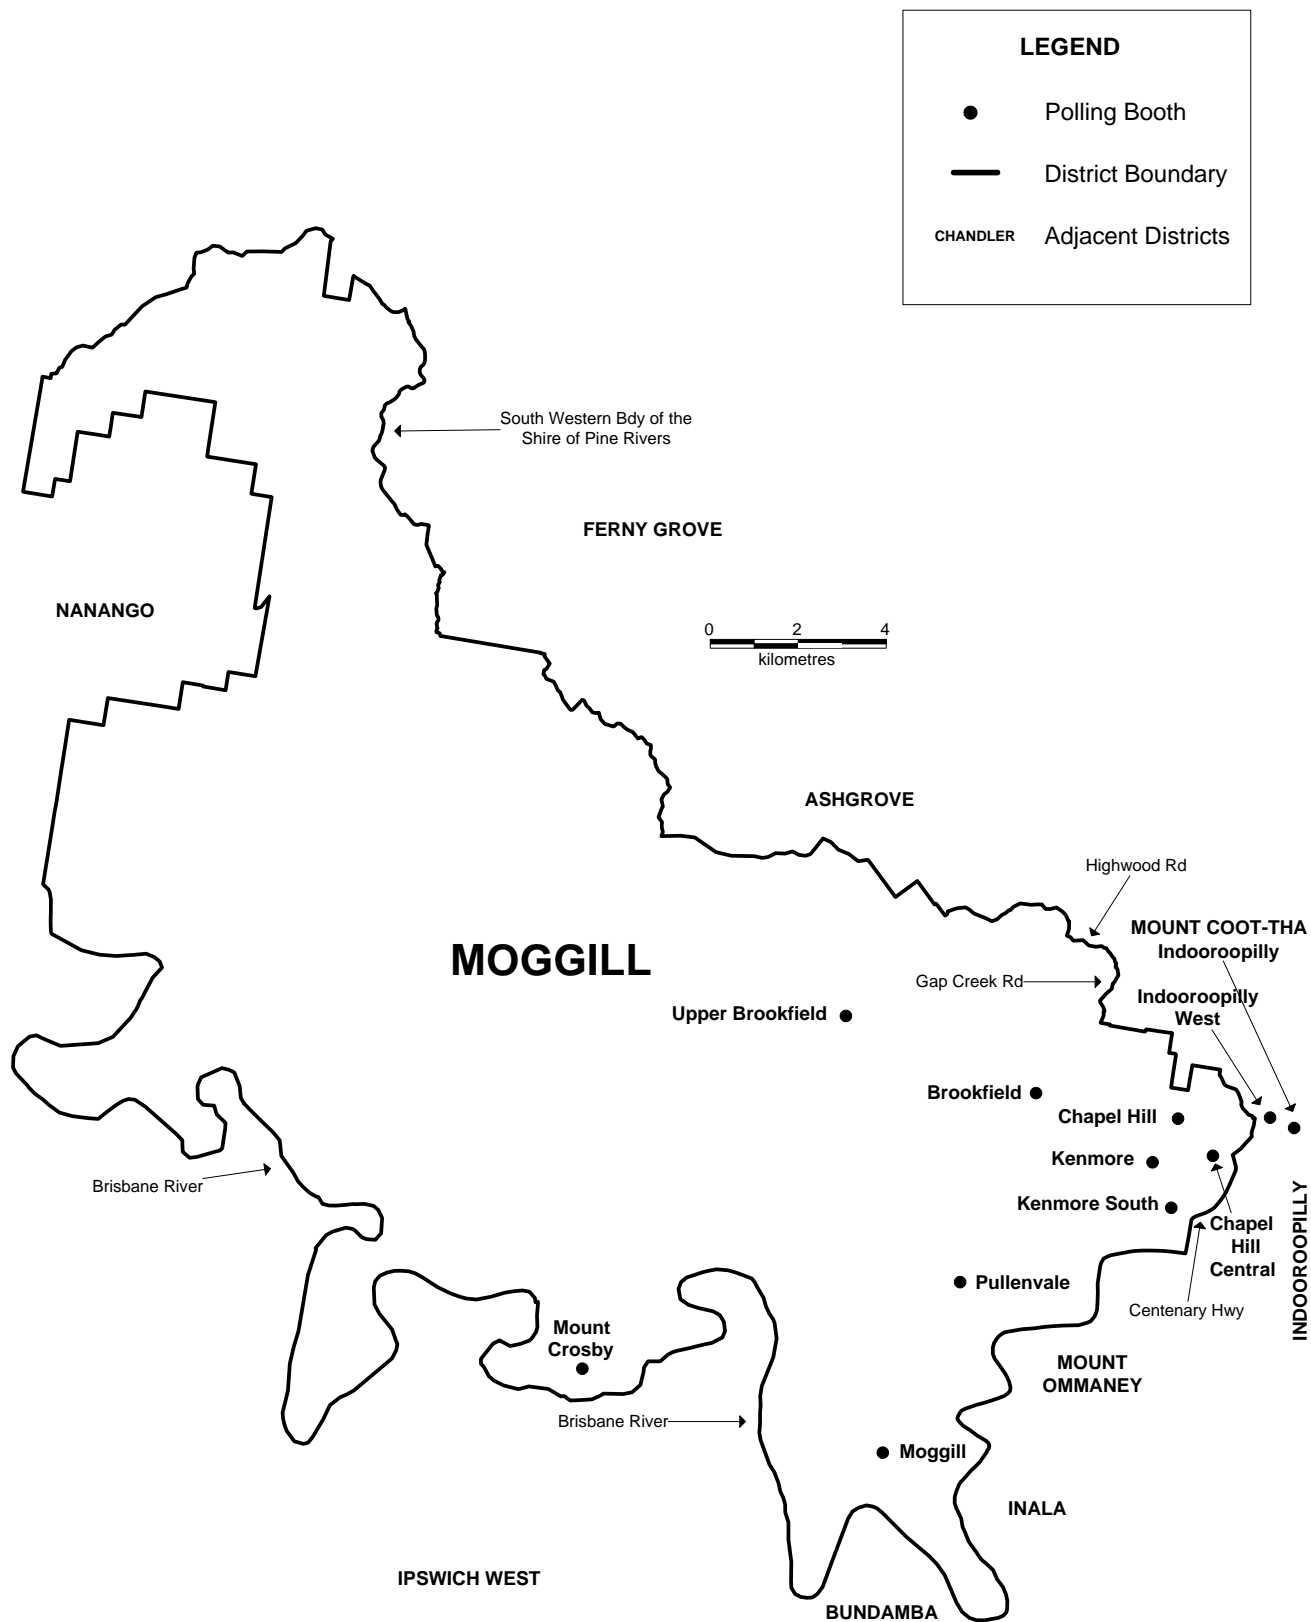 LEGEND
Polling Booth
District Boundary
CHANDLER Adjacent Districts
South Western Bdy of the
Shire of Pine Rivers
FERNY GROVE
NANANGO
0 2 4
kilometres
ASHGROVE
Highwood Rd
MOUNT COOT-THA
Indooroopilly
MOGGILL
Gap Creek Rd
Indooroopilly
West
Upper Brookfield
Brookfield
Chapel Hill
Kenmore
Brisbane River
Kenmore South
Chapel
Hill
Central
INDOOROOPILLY
Pullenvale
Centenary Hwy
Mount
Crosby
MOUNT
OMMANEY
Brisbane River
Moggill
INALA
IPSWICH WEST
BUNDAMBA